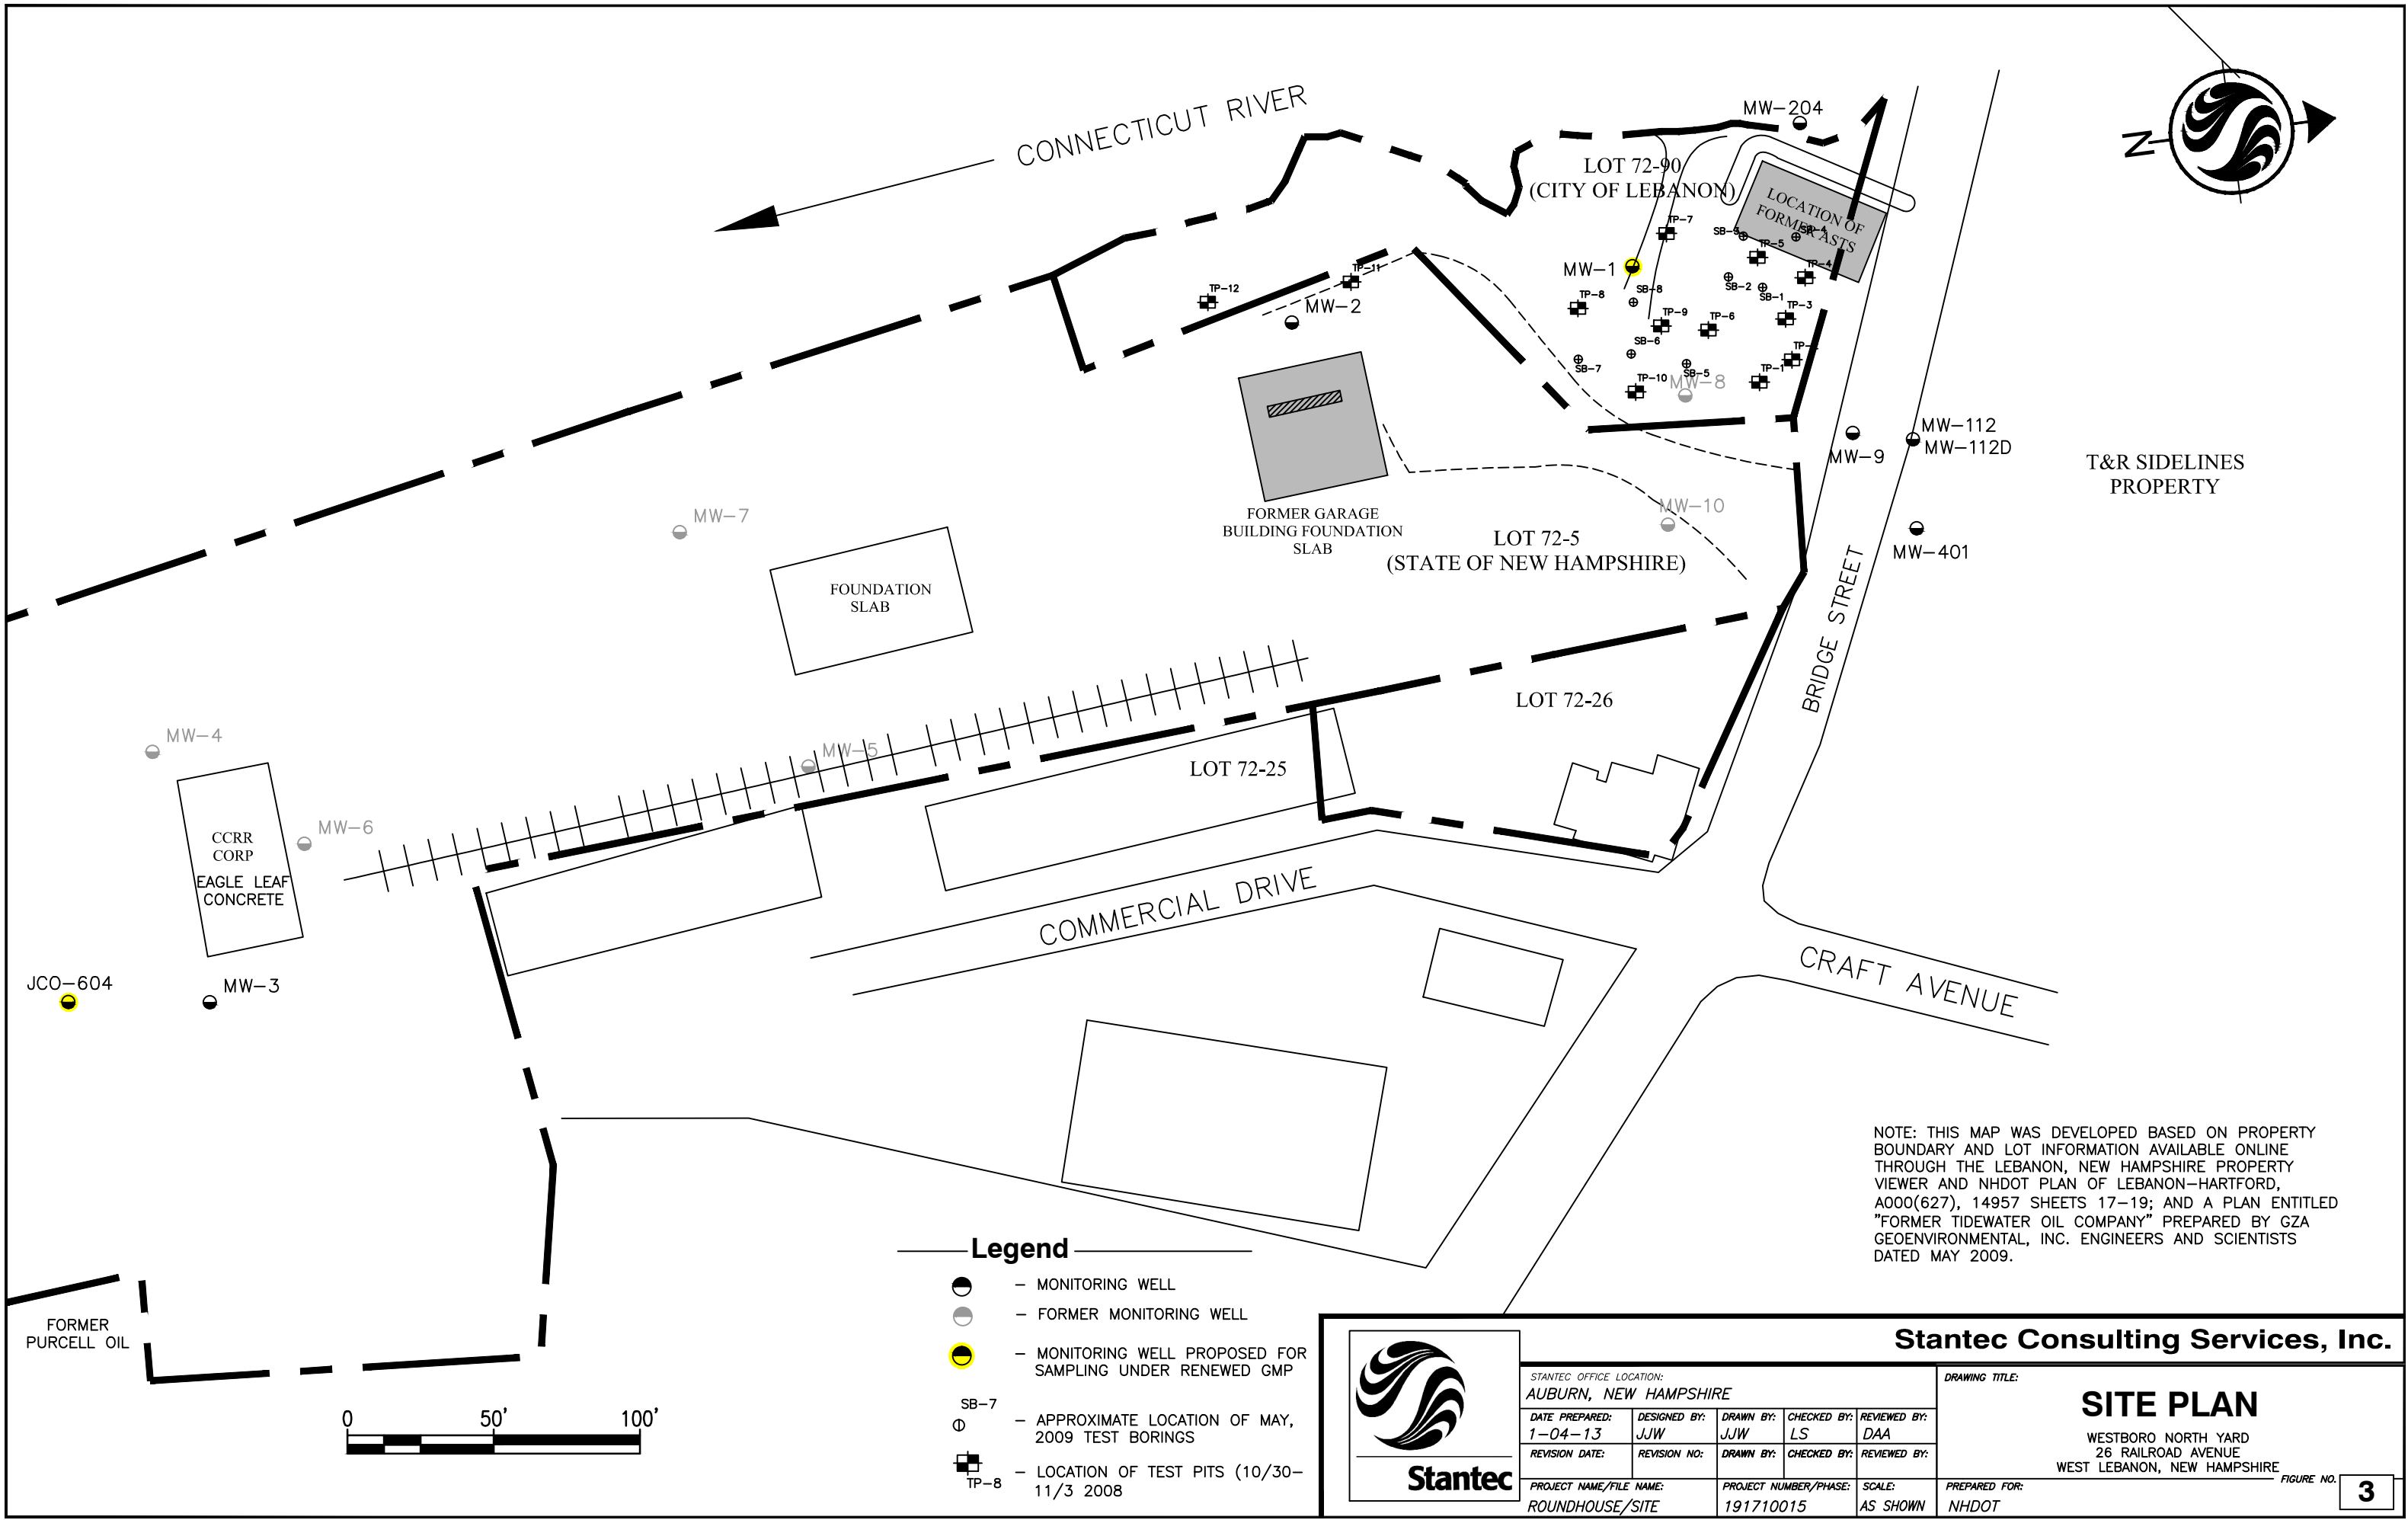 CONNECTICUT RIVER
MW-204
N
LOT 72-90
(CITY OF LEBANON)
LOCATION OF
FORMER ASTS
TP-7
SB-3
SB-4
TP-5
MW-1
TP-4
TP-11
TP-12
SB-2
SB-1
SB-8
TP-8
MW-2
TP-3
TP-9
TP-6
SB-6
TP-
SB-7
SB-5
TP-10
TP-1
MW-8
MW-112
MW-112D
MW-9
T&R SIDELINES
PROPERTY
MW-10
MW-7
FORMER GARAGE
BUILDING FOUNDATION
SLAB
LOT 72-5
(STATE OF NEW HAMPSHIRE)
MW-401
FOUNDATION
SLAB
BRIDGE STREET
LOT 72-26
MW-4
MW-5
LOT 72-25
MW-6
CCRR
CORP
EAGLE LEAF
CONCRETE
COMMERCIAL DRIVE
CRAFT AVENUE
JCO-604
MW-3
NOTE: THIS MAP WAS DEVELOPED BASED ON PROPERTY
BOUNDARY AND LOT INFORMATION AVAILABLE ONLINE
THROUGH THE LEBANON, NEW HAMPSHIRE PROPERTY
VIEWER AND NHDOT PLAN OF LEBANON-HARTFORD,
A000(627), 14957 SHEETS 17-19; AND A PLAN ENTITLED
"FORMER TIDEWATER OIL COMPANY" PREPARED BY GZA
GEOENVIRONMENTAL, INC. ENGINEERS AND SCIENTISTS
DATED MAY 2009.
FORMER
PURCELL OIL
0 50' 100'
Legend
- MONITORING WELL
- FORMER MONITORING WELL
- MONITORING WELL PROPOSED FOR
SAMPLING UNDER RENEWED GMP
SB-7
- APPROXIMATE LOCATION OF MAY,
2009 TEST BORINGS
TP-8
- LOCATION OF TEST PITS (10/30-
11/3 2008
Stantec
Stantec Consulting Services, Inc.
STANTEC OFFICE LOCATION:
AUBURN, NEW HAMPSHIRE
DATE PREPARED: DESIGNED BY: DRAWN BY: CHECKED BY: REVIEWED BY:
1-04-13 JJW JJW LS DAA
REVISION DATE: REVISION NO: DRAWN BY: CHECKED BY: REVIEWED BY:
PROJECT NAME/FILE NAME: PROJECT NUMBER/PHASE: SCALE:
ROUNDHOUSE/SITE 191710015 AS SHOWN
DRAWING TITLE:
SITE PLAN
WESTBORO NORTH YARD
26 RAILROAD AVENUE
WEST LEBANON, NEW HAMPSHIRE
PREPARED FOR:
NHDOT
FIGURE NO.
3